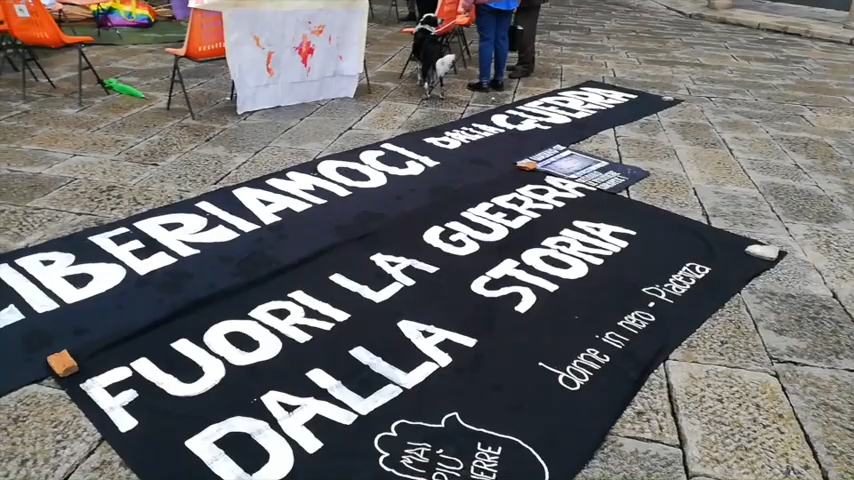 LIBERIAMOCI DALLA GUERRA
FUORI LA GUERRA
DALLA STORIA
donne in nero - Piacenza
MAI
PIÙ
GUERRE